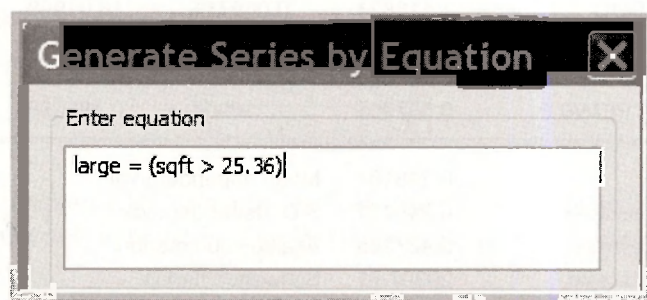 Generate Series by Equation
Enter equation
large = (sqft > 25.36)